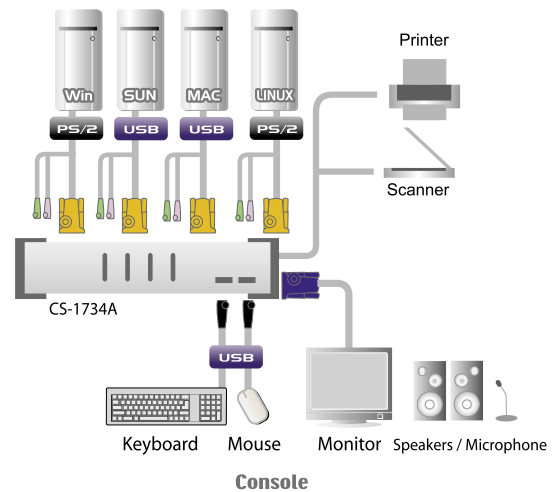 Printer
Win SUN MAC LINUX
PS/2 USB USB PS/2
Scanner
CS-1734A
USB
Keyboard Mouse Monitor Speakers / Microphone
Console